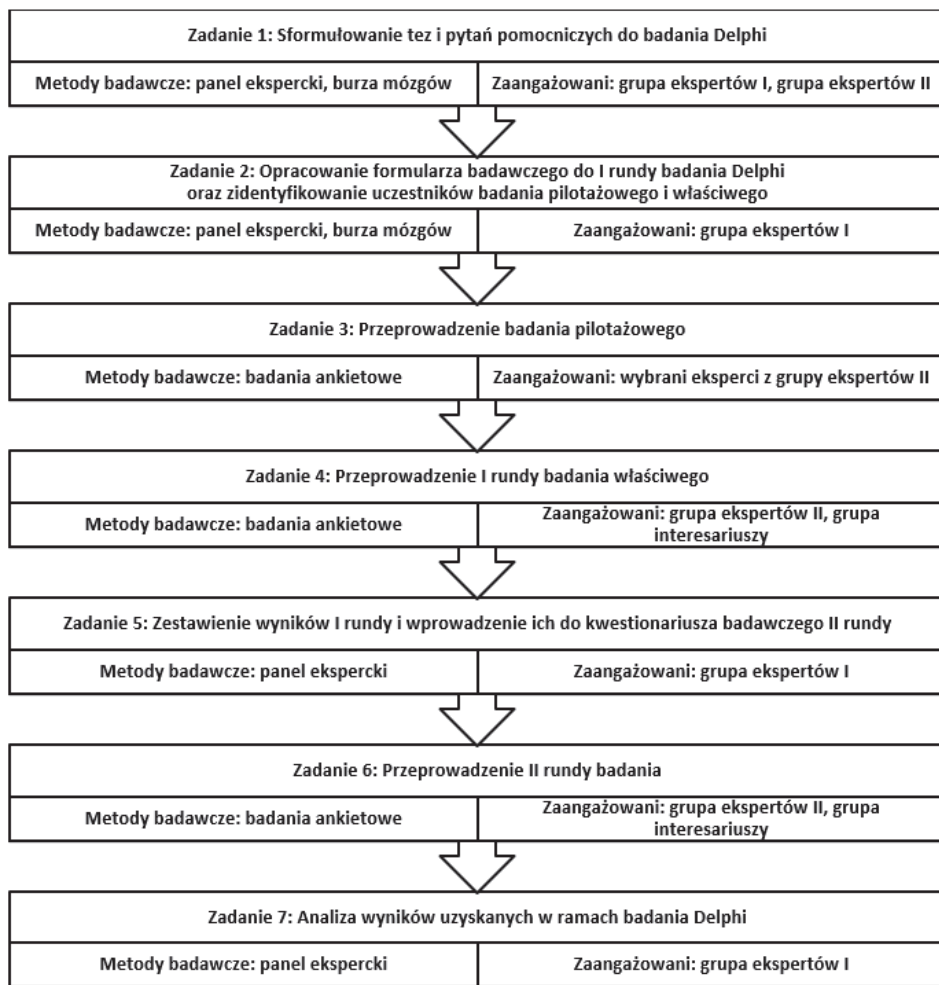 Zadanie 1: Sformułowanie tez i pytań pomocniczych do badania Delphi
Metody badawcze: panel ekspercki, burza mózgów
Zaangażowani: grupa ekspertów I, grupa ekspertów II
Zadanie 2: Opracowanie formularza badawczego do I rundy badania Delphi
oraz zidentyfikowanie uczestników badania pilotażowego i właściwego
Metody badawcze: panel ekspercki, burza mózgów
Zaangażowani: grupa ekspertów I
Zadanie 3: Przeprowadzenie badania pilotażowego
Metody badawcze: badania ankietowe
Zaangażowani: wybrani eksperci z grupy ekspertów II
Zadanie 4: Przeprowadzenie I rundy badania właściwego
Metody badawcze: badania ankietowe
Zaangażowani: grupa ekspertów II, grupa
interesariuszy
Zadanie 5: Zestawienie wyników I rundy i wprowadzenie ich do kwestionariusza badawczego II rundy
Metody badawcze: panel ekspercki
Zaangażowani: grupa ekspertów I
Zadanie 6: Przeprowadzenie II rundy badania
Metody badawcze: badania ankietowe
Zaangażowani: grupa ekspertów II, grupa
interesariuszy
Zadanie 7: Analiza wyników uzyskanych w ramach badania Delphi
Metody badawcze: panel ekspercki
Zaangażowani: grupa ekspertów I